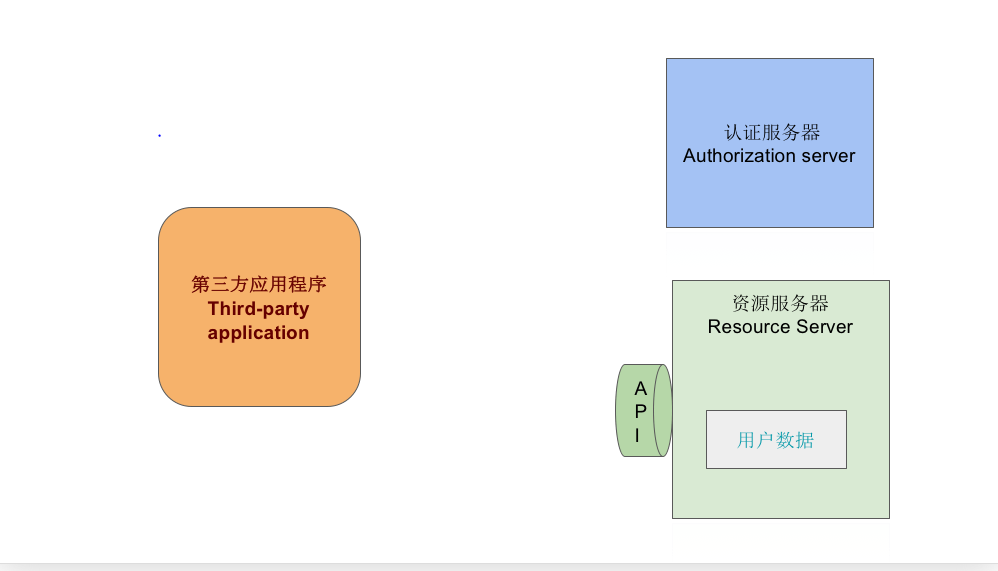 认证服务器
Authorization server
第三方应用程序
Third-party
application
资源服务器
Resource Server
A
P
I
用户数据